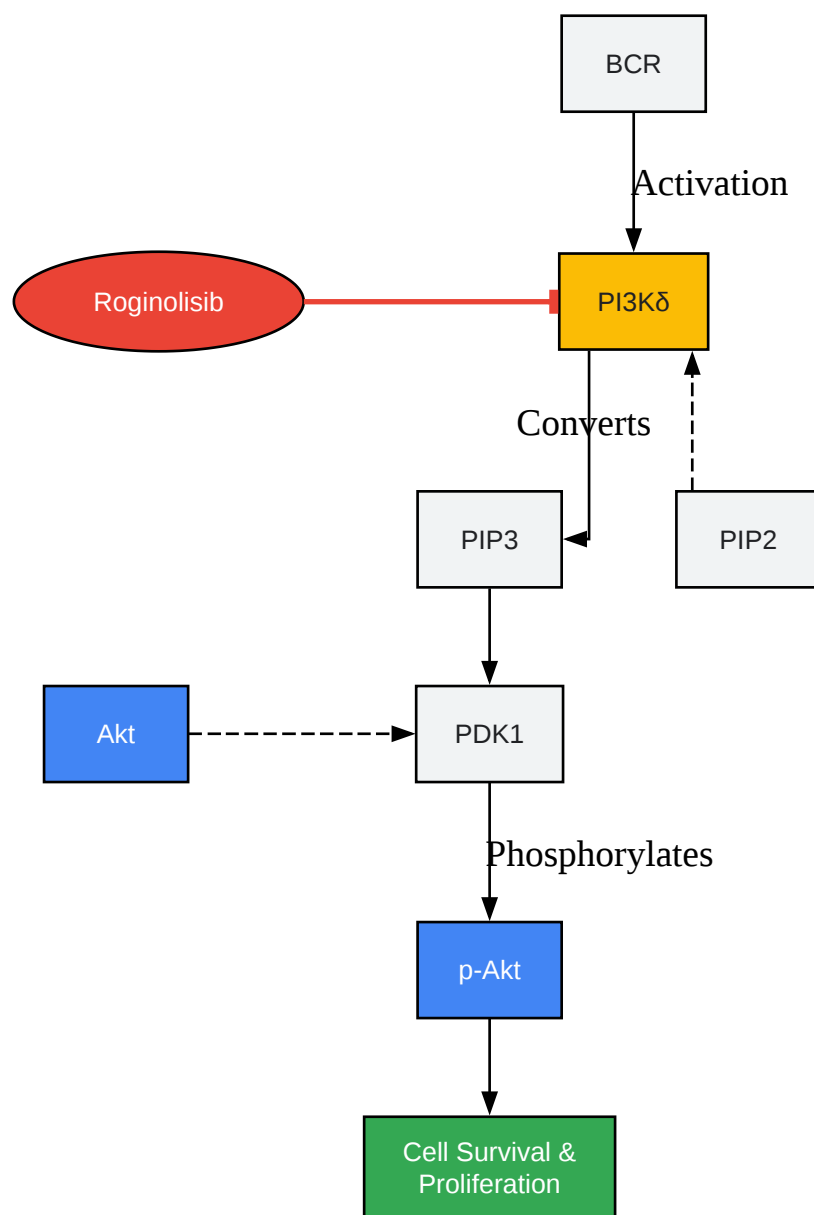 BCR
Activation
Roginolisib
PI3Kδ
Converts
PIP3
PIP2
Akt
PDK1
Phosphorylates
p-Akt
Cell Survival &
Proliferation